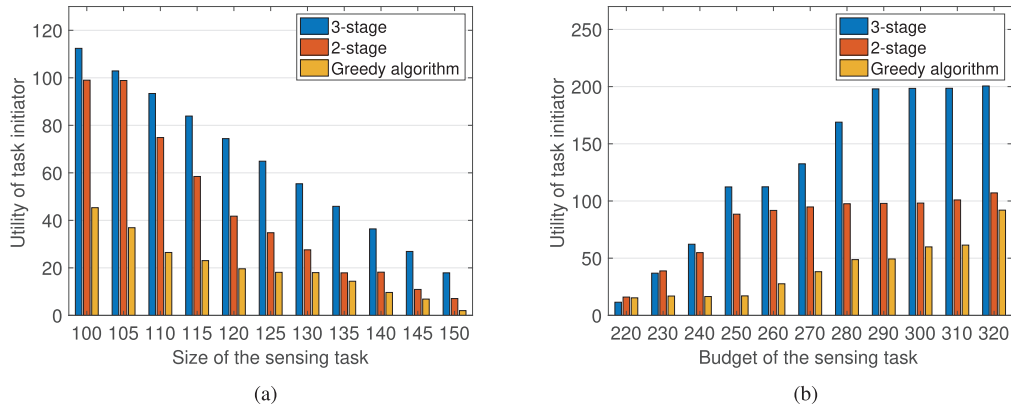 120
100
80
60
40
20
0
Utility of task initiator
3-stage
2-stage
Greedy algorithm
100 105 110 115 120 125 130 135 140 145 150
Size of the sensing task
(a)
250
200
150
100
50
0
Utility of task initiator
3-stage
2-stage
Greedy algorithm
220 230 240 250 260 270 280 290 300 310 320
Budget of the sensing task
(b)